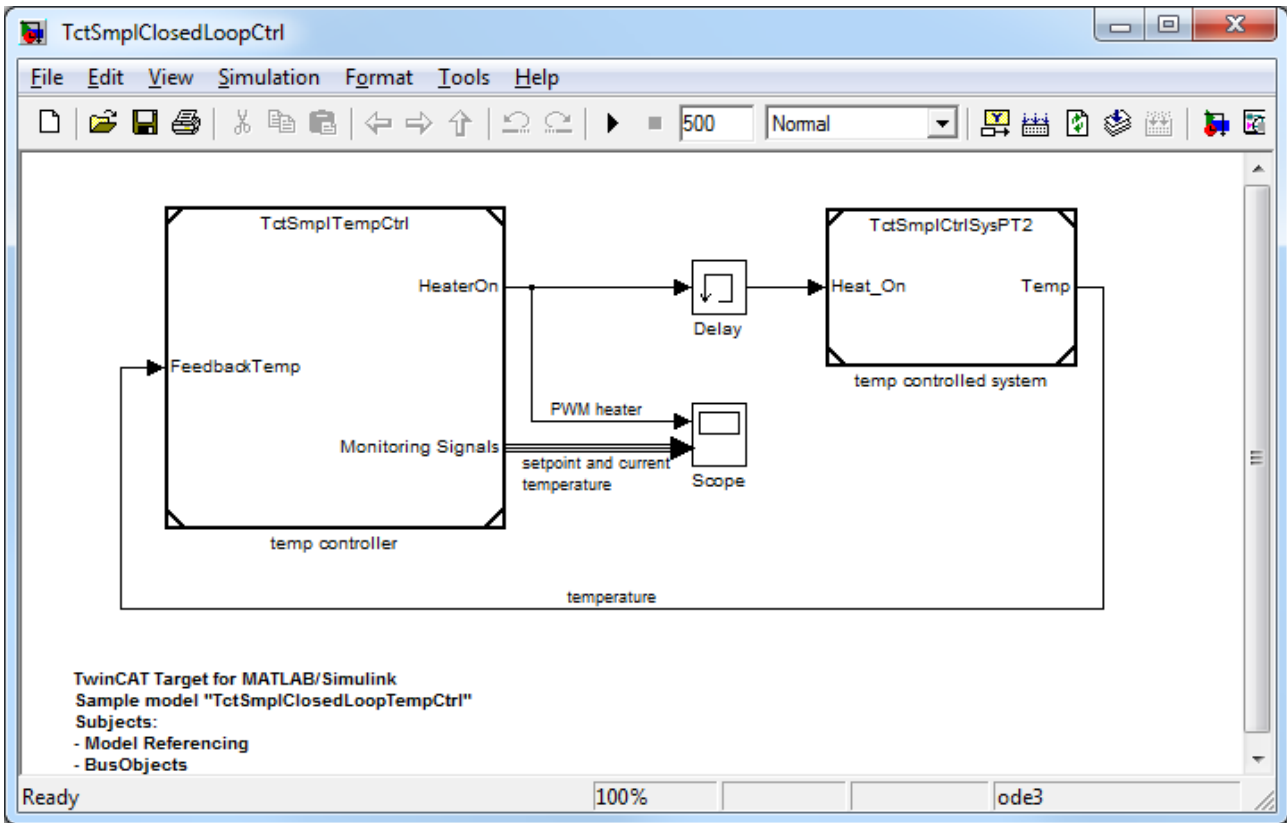 TctSmplClosedLoopCtrl
File Edit View Simulation Format Tools Help
500 Normal
TctSmplTempCtrl
TctSmplCtrlSysPT2
HeaterOn
Heat_On
Temp
Delay
FeedbackTemp
temp controlled system
PWM heater
Monitoring Signals
setpoint and current
temperature
Scope
temp controller
temperature
TwinCAT Target for MATLAB/Simulink
Sample model "TctSmplClosedLoopTempCtrl"
Subjects:
- Model Referencing
- BusObjects
Ready 100% ode3